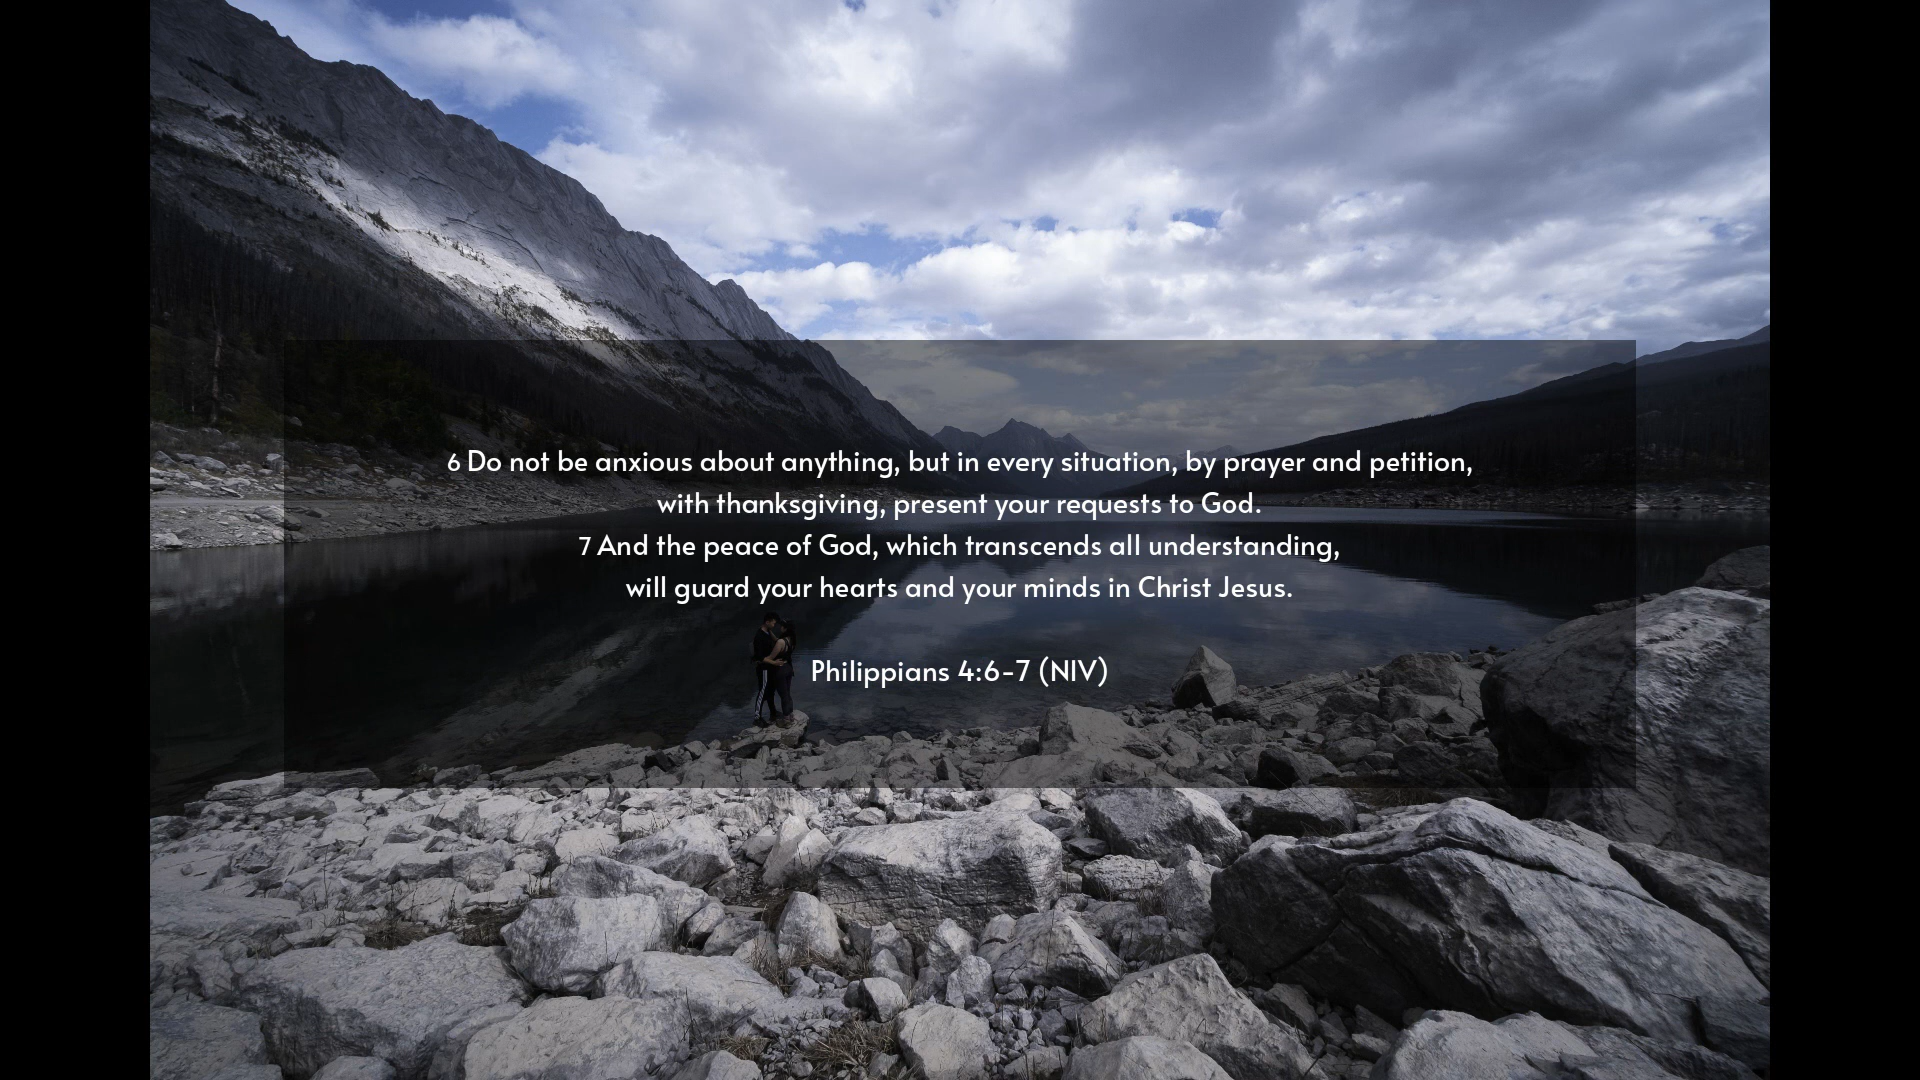 6 Do not be anxious about anything, but in every situation, by prayer and petition,
with thanksgiving, present your requests to God.
7 And the peace of God, which transcends all understanding,
will guard your hearts and your minds in Christ Jesus.
Philippians 4:6-7 (NIV)